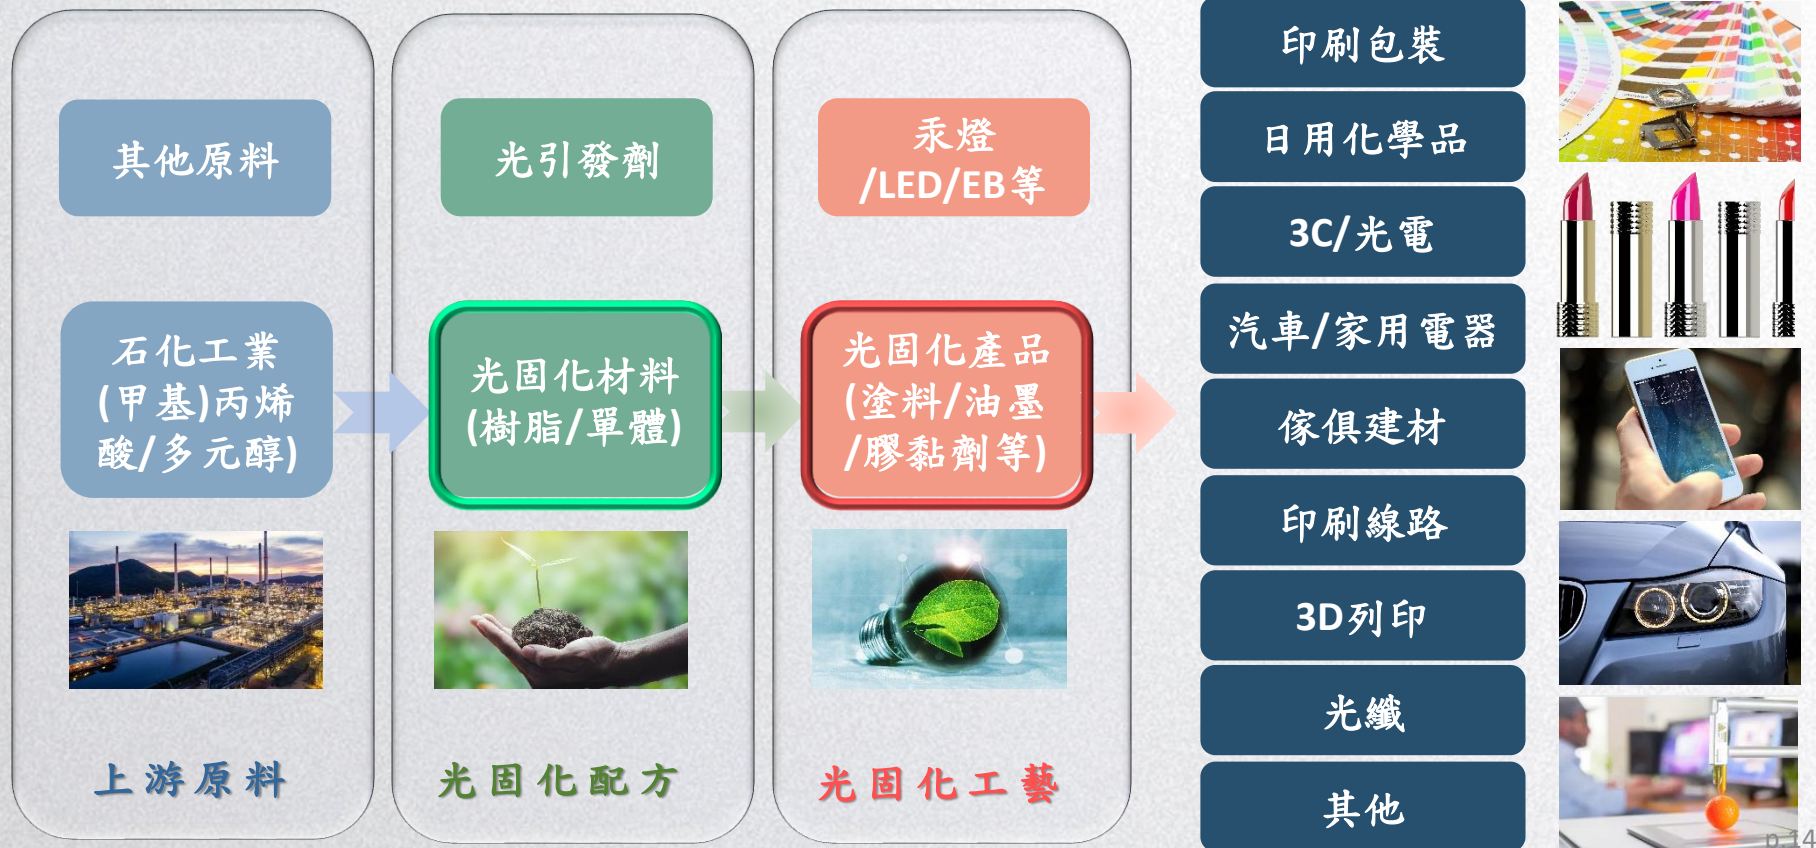 其他原料
石化工業
(甲基)丙烯
酸/多元醇)
上游原料
光引發劑
光固化材料
(樹脂/單體)
光固化配方
汞燈
/LED/EB等
光固化產品
(塗料/油墨
/膠黏劑等)
光固化工藝
印刷包裝
日用化學品
3C/光電
汽車/家用電器
傢俱建材
印刷線路
3D列印
光纖
其他
p.14